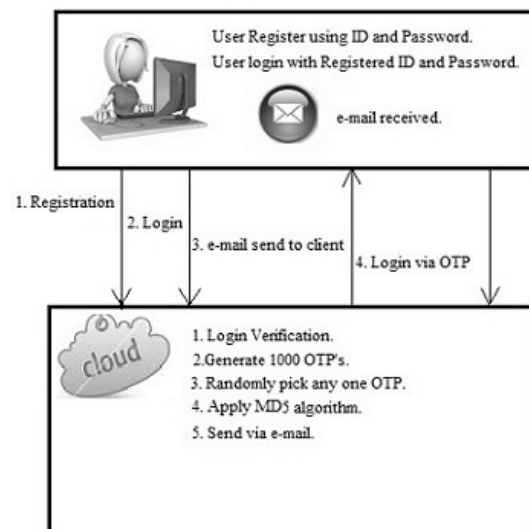 User Register using ID and Password.
User login with Registered ID and Password.
e-mail received.
1. Registration
2. Login
3. e-mail send to client
4. Login via OTP
cloud
1. Login Verification.
2.Generate 1000 OTP's.
3. Randomly pick any one OTP.
4. Apply MD5 algorithm.
5. Send via e-mail.